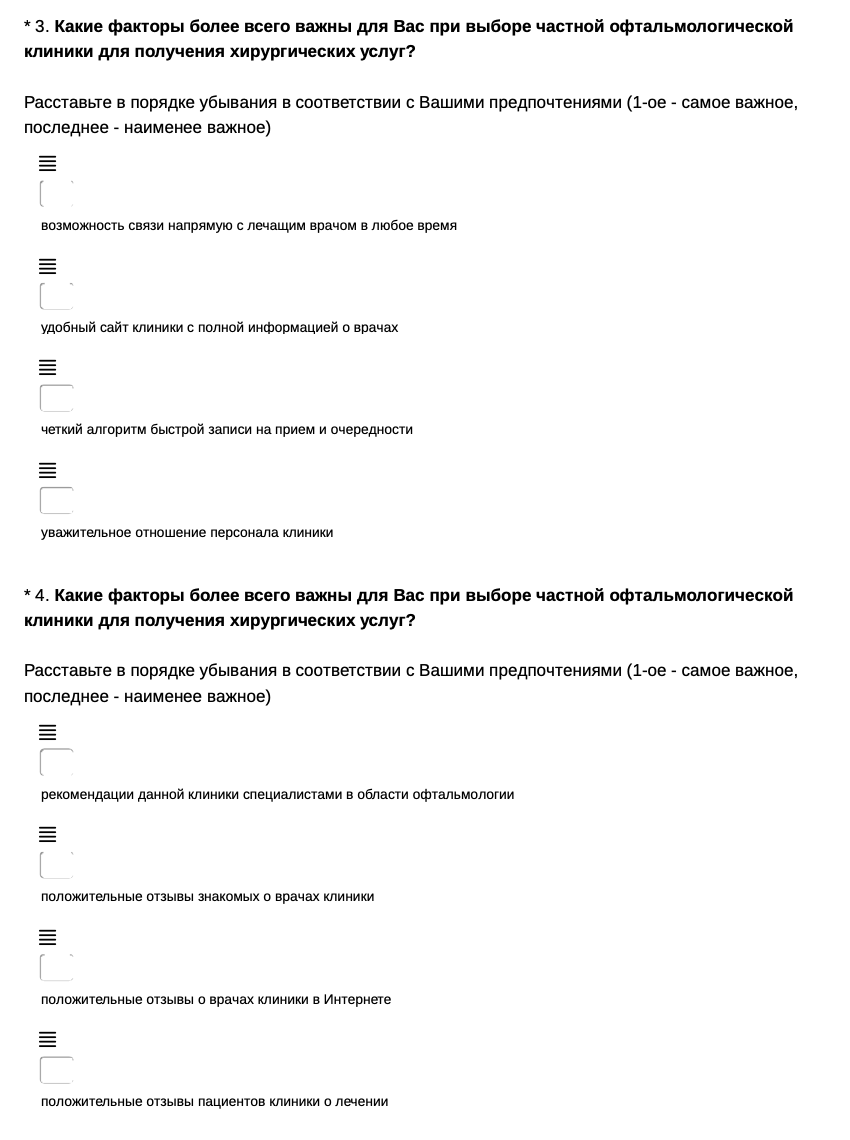 * 3. Какие факторы более всего важны для Вас при выборе частной офтальмологической
клиники для получения хирургических услуг?
Расставьте в порядке убывания в соответствии с Вашими предпочтениями (1-ое - самое важное,
последнее - наименее важное)
возможность связи напрямую с лечащим врачом в любое время
удобный сайт клиники с полной информацией о врачах
четкий алгоритм быстрой записи на прием и очередности
уважительное отношение персонала клиники
* 4. Какие факторы более всего важны для Вас при выборе частной офтальмологической
клиники для получения хирургических услуг?
Расставьте в порядке убывания в соответствии с Вашими предпочтениями (1-ое - самое важное,
последнее - наименее важное)
рекомендации данной клиники специалистами в области офтальмологии
положительные отзывы знакомых о врачах клиники
положительные отзывы о врачах клиники в Интернете
положительные отзывы пациентов клиники о лечении